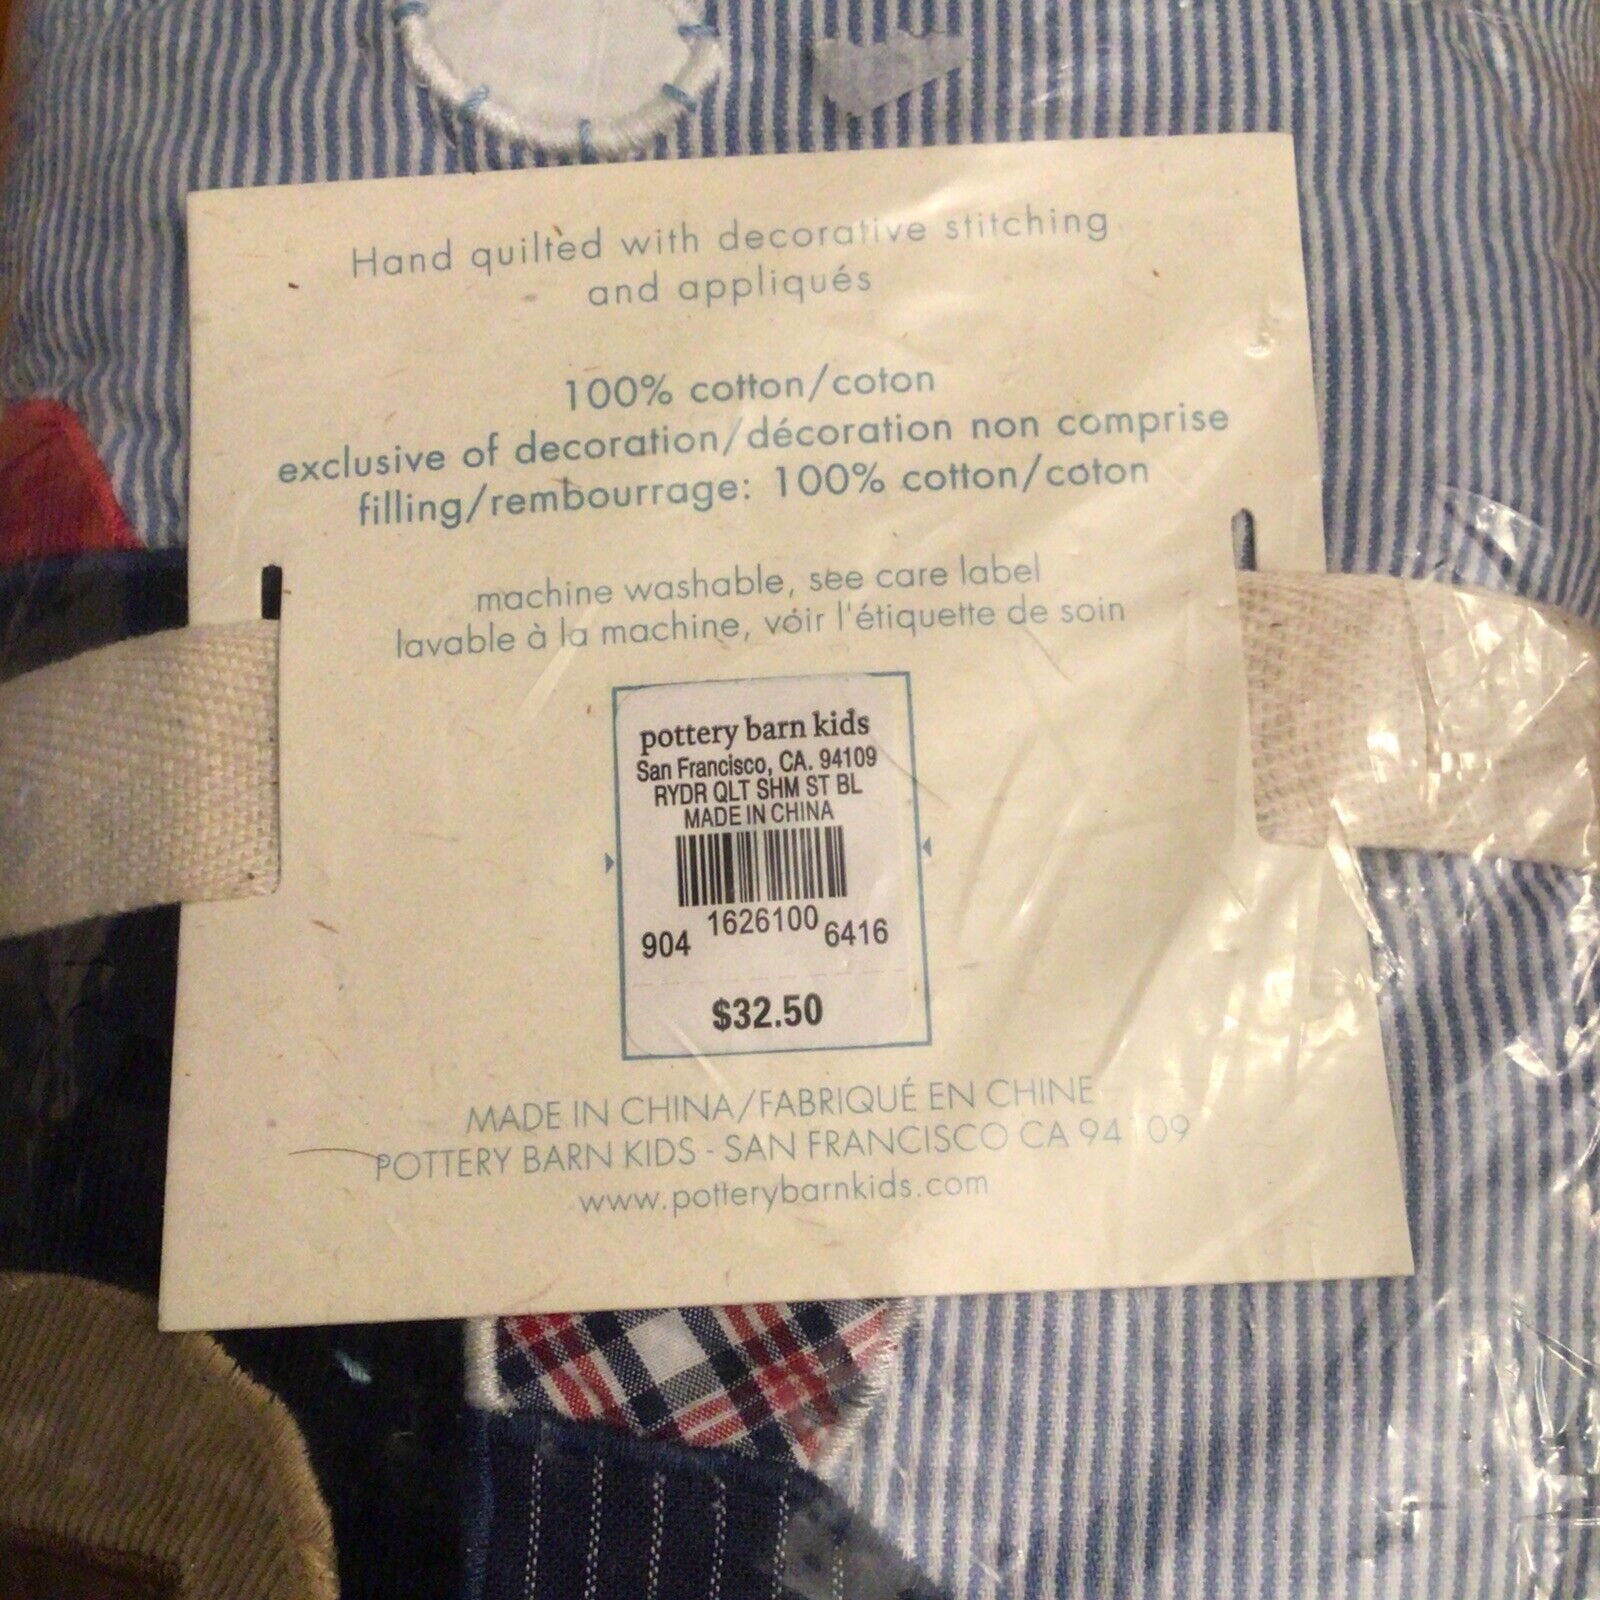 Hand quilted with decorative stitching
and appliqués
100% cotton/coton
exclusive of decoration/décoration non comprise
filling/rembourrage: 100% cotton/coton
machine washable, see care label
lavable à la machine, voir l'étiquette de soin
pottery barn kids
San Francisco, CA. 94109
RYDR QLT SHM ST BL
MADE IN CHINA
904 1626100 6416
$32.50
MADE IN CHINA/FABRIQUÉ EN CHINE
POTTERY BARN KIDS - SAN FRANCISCO CA 94109
www.potterybarnkids.com